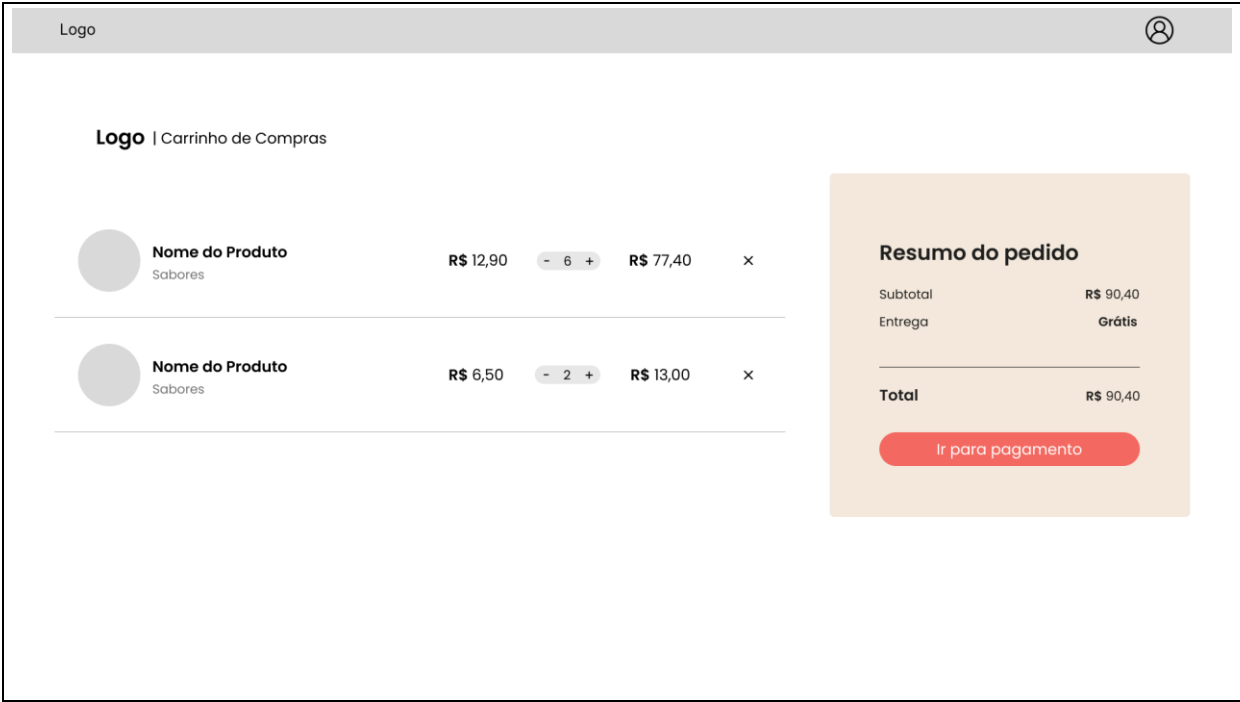 Logo
Logo | Carrinho de Compras
Nome do Produto
Sabores
R$ 12,90 - 6 + R$ 77,40 ×
Nome do Produto
Sabores
R$ 6,50 - 2 + R$ 13,00 ×
Resumo do pedido
Subtotal R$ 90,40
Entrega Grátis
Total R$ 90,40
Ir para pagamento